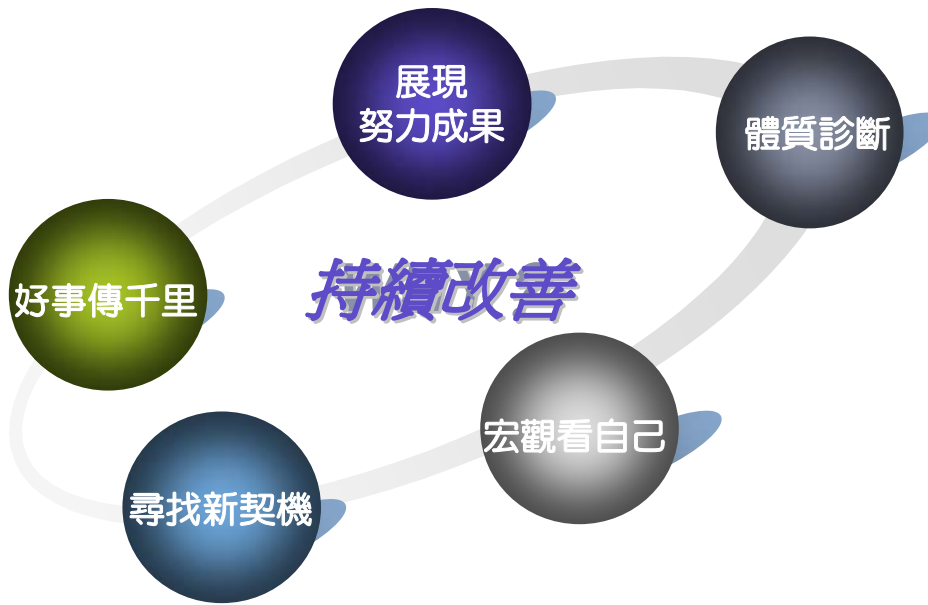 展現
努力成果
體質診斷
好事傳千里
持續改善
宏觀看自己
尋找新契機